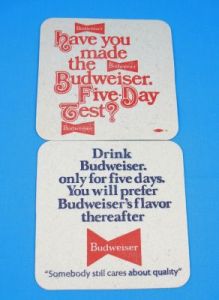 Budweiser
Have you
made
the Budweiser
Budweiser.
Five-Day
Test?
Budweiser
Drink
Budweiser.
only for five days.
You will prefer
Budweiser's flavor
thereafter
Budweiser
"Somebody still cares about quality"